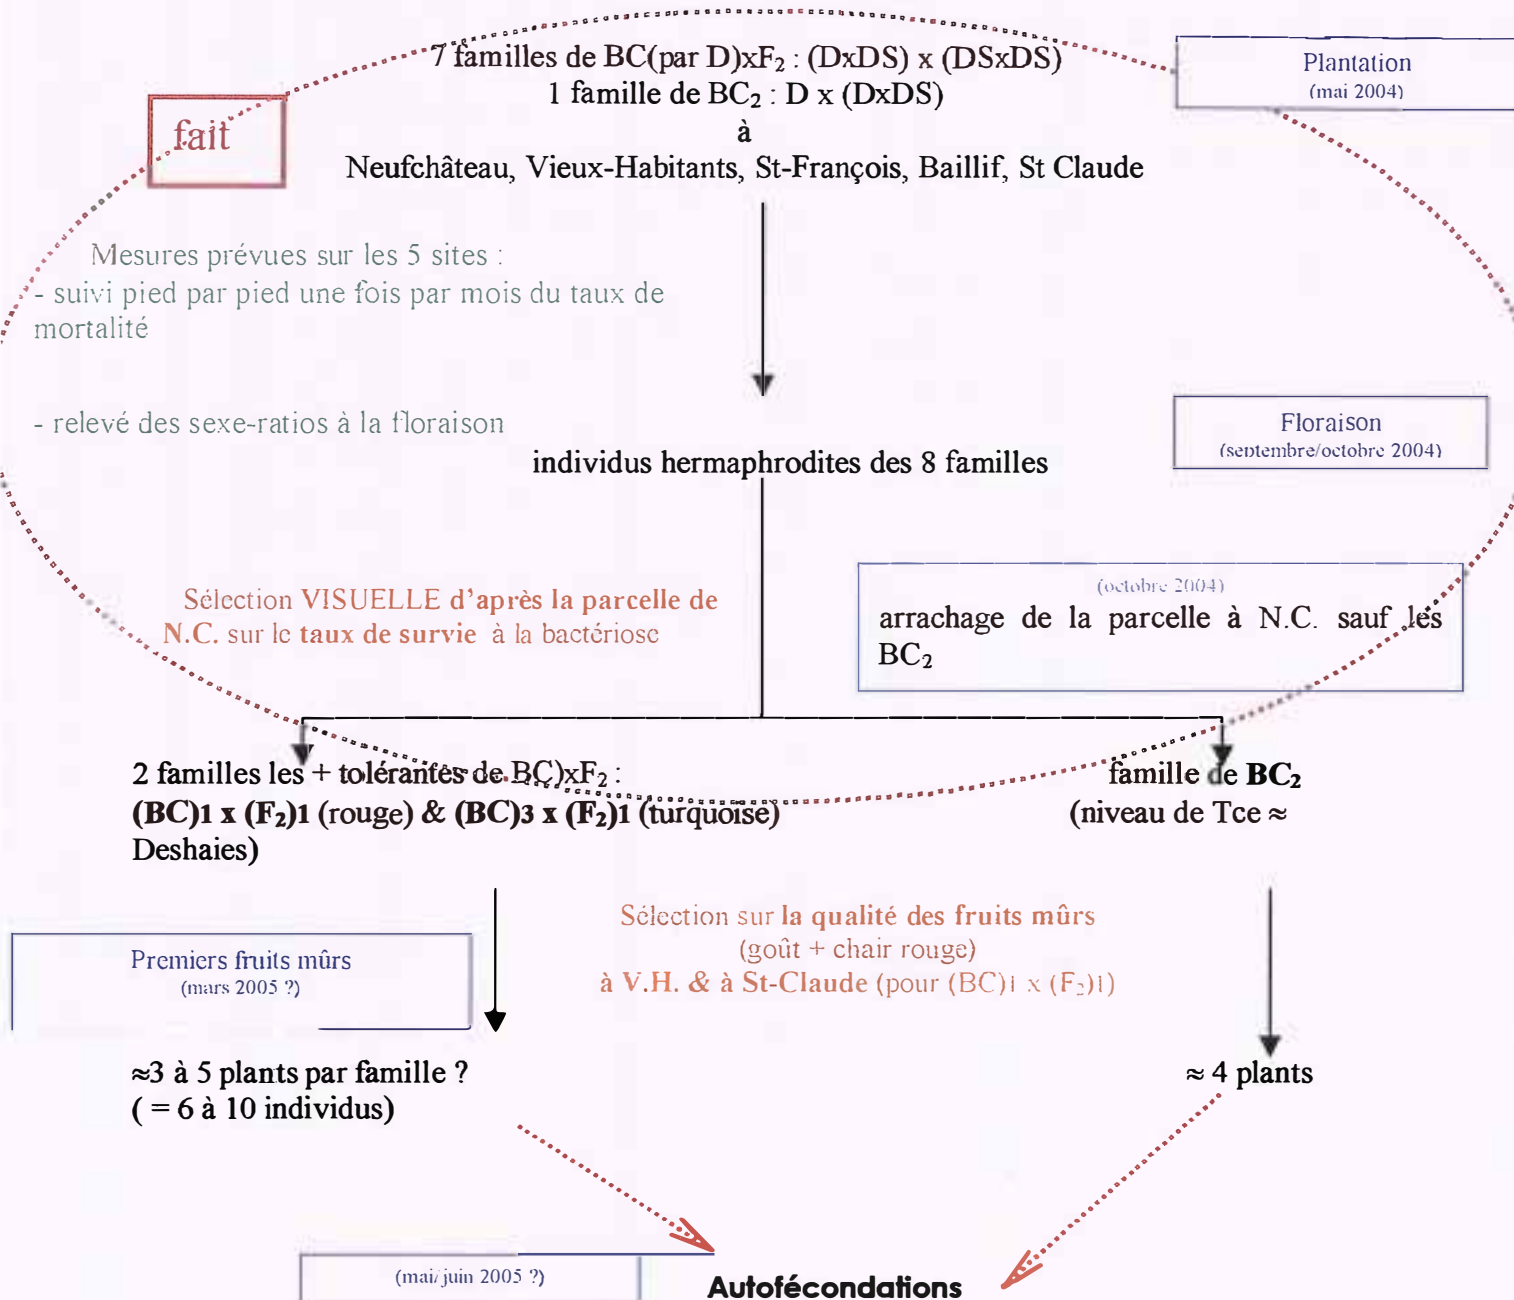 7 familles de BC(par D)xF₂ : (DxDS) x (DSxDS)
1 famille de BC₂ : D x (DxDS)
à
Neufchâteau, Vieux-Habitants, St-François, Baillif, St Claude
Plantation
(mai 2004)
fait
Mesures prévues sur les 5 sites :
- suivi pied par pied une fois par mois du taux de
mortalité
- relevé des sexe-ratios à la floraison
Floraison
(septembre/octobre 2004)
individus hermaphrodites des 8 familles
Sélection VISUELLE d'après la parcelle de
N.C. sur le taux de survie à la bactériose
(octobre 2004)
arrachage de la parcelle à N.C. sauf les
BC₂
2 familles les + tolérantes de BC)xF₂ :
(BC)1 x (F₂)1 (rouge) & (BC)3 x (F₂)1 (turquoise)
Deshaies)
famille de BC₂
(niveau de Tce ≈
Sélection sur la qualité des fruits mûrs
(goût + chair rouge)
à V.H. & à St-Claude (pour (BC)1 x (F₂)1)
Premiers fruits mûrs
(mars 2005 ?)
≈3 à 5 plants par famille ?
( = 6 à 10 individus)
≈ 4 plants
(mai/juin 2005 ?)
Autofécondations